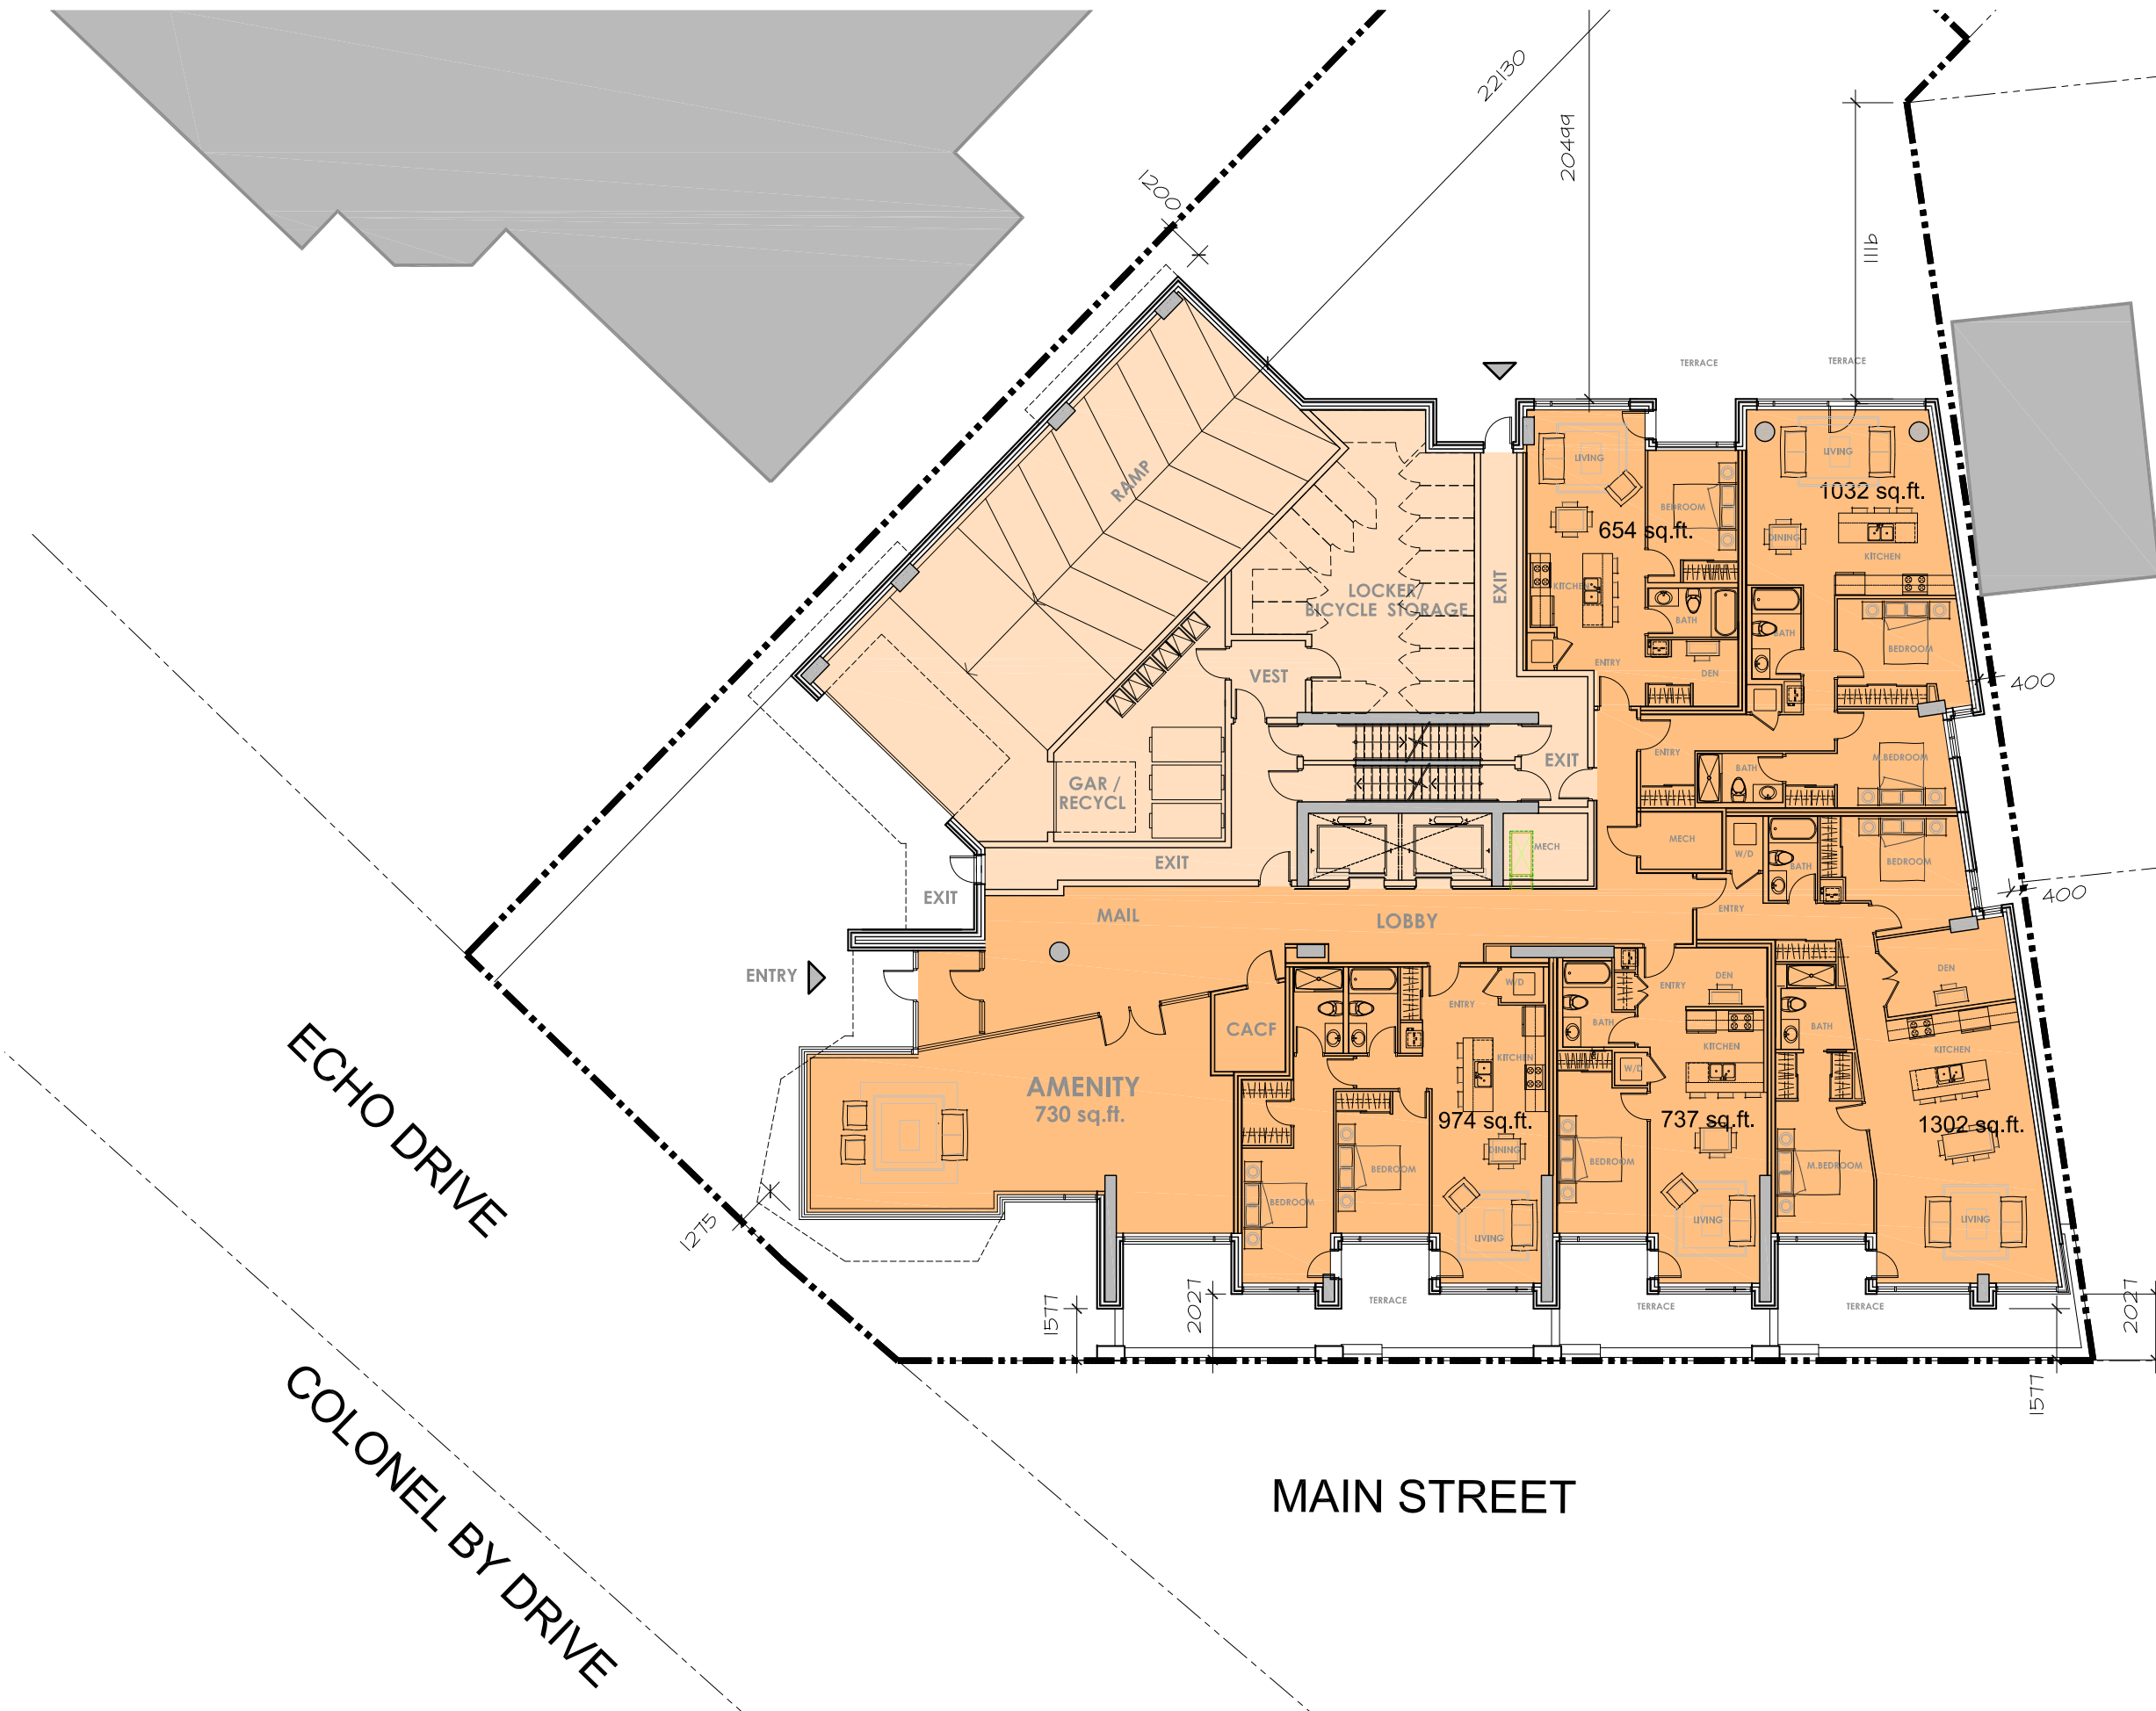 22130
20499
1200
1116
TERRACE
TERRACE
LIVING
LIVING
1032 sq.ft.
BEDROOM
654 sq.ft.
DINING
KITCHEN
RAMP
EXIT
KITCHEN
LOCKER/
BICYCLE STORAGE
BATH
BATH
BEDROOM
ENTRY
DEN
VEST
400
ENTRY
M.BEDROOM
BATH
EXIT
GAR /
RECYCL
MECH
MECH
W/D
BATH
BEDROOM
EXIT
EXIT
400
MAIL
LOBBY
ENTRY
ENTRY
DEN
DEN
W/D
ENTRY
ENTRY
CACF
BATH
BATH
KITCHEN
KITCHEN
KITCHEN
W/D
AMENITY
730 sq.ft.
974 sq.ft.
737 sq.ft.
1302 sq.ft.
DINING
BEDROOM
BEDROOM
M.BEDROOM
BEDROOM
LIVING
LIVING
LIVING
ECHO DRIVE
1275
1577
2027
TERRACE
TERRACE
TERRACE
2027
1577
COLONEL BY DRIVE
MAIN STREET